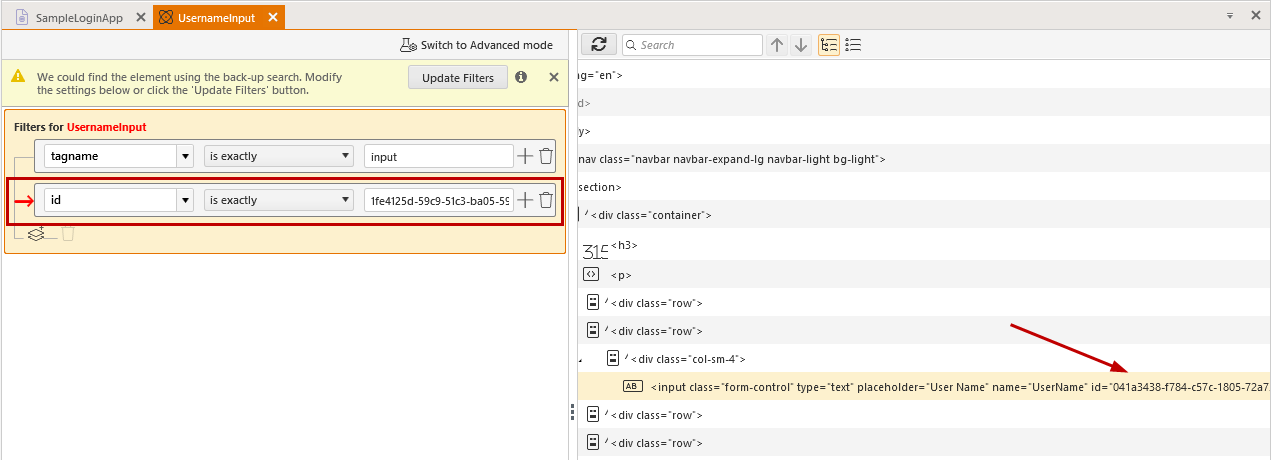 SampleLoginApp UsernameInput
Switch to Advanced mode
Search
We could find the element using the back-up search. Modify
the settings below or click the 'Update Filters' button.
Update Filters
Filters for UsernameInput
tagname is exactly input
id is exactly 1fe4125d-59c9-51c3-ba05-59
ng="en">
d>
y>
nav class="navbar navbar-expand-lg navbar-light bg-light">
section>
<div class="container">
<h3>
<p>
<div class="row">
<div class="row">
<div class="col-sm-4">
AB <input class="form-control" type="text" placeholder="User Name" name="UserName" id="041a3438-f784-c57c-1805-72a7
<div class="row">
<div class="row">